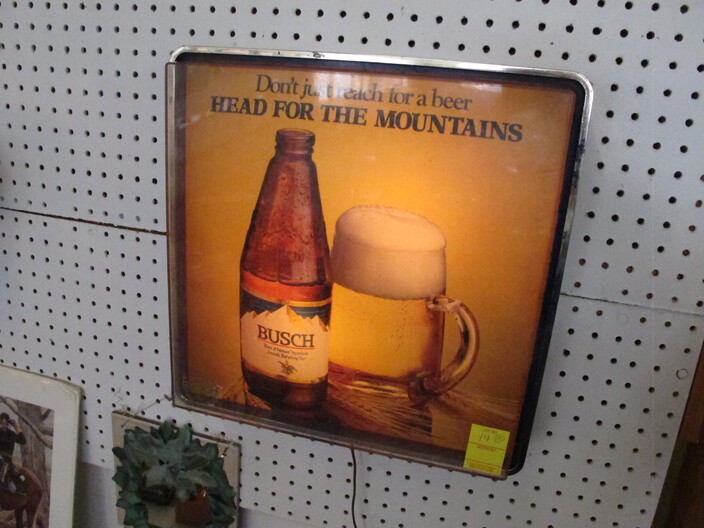 Don't just reach for a beer
HEAD FOR THE MOUNTAINS
BUSCH